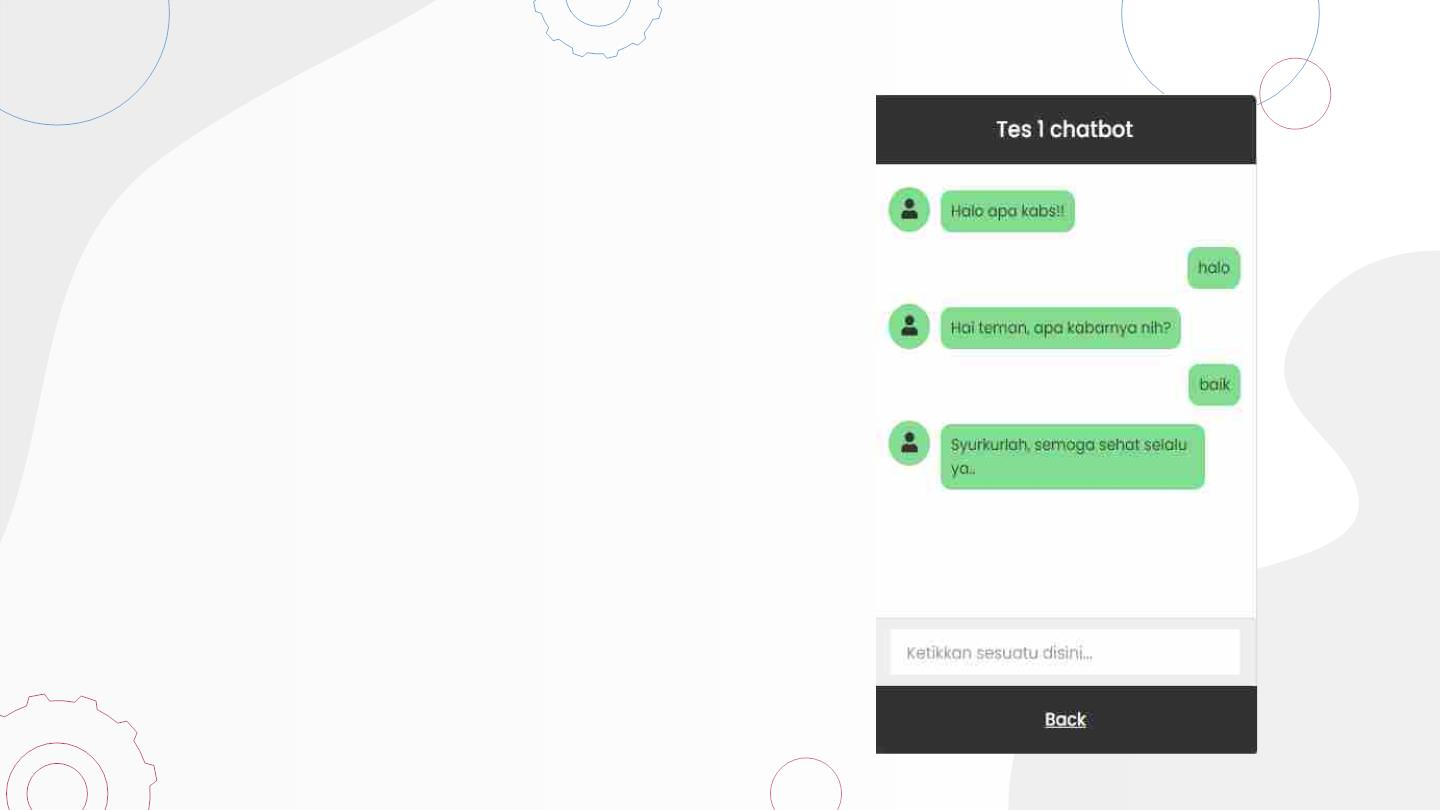 Tes 1 chatbot
Halo apa kabs!!
halo
Hai teman, apa kabarnya nih?
baik
Syurkurlah, semoga sehat selalu
ya..
Ketikkan sesuatu disini...
Back